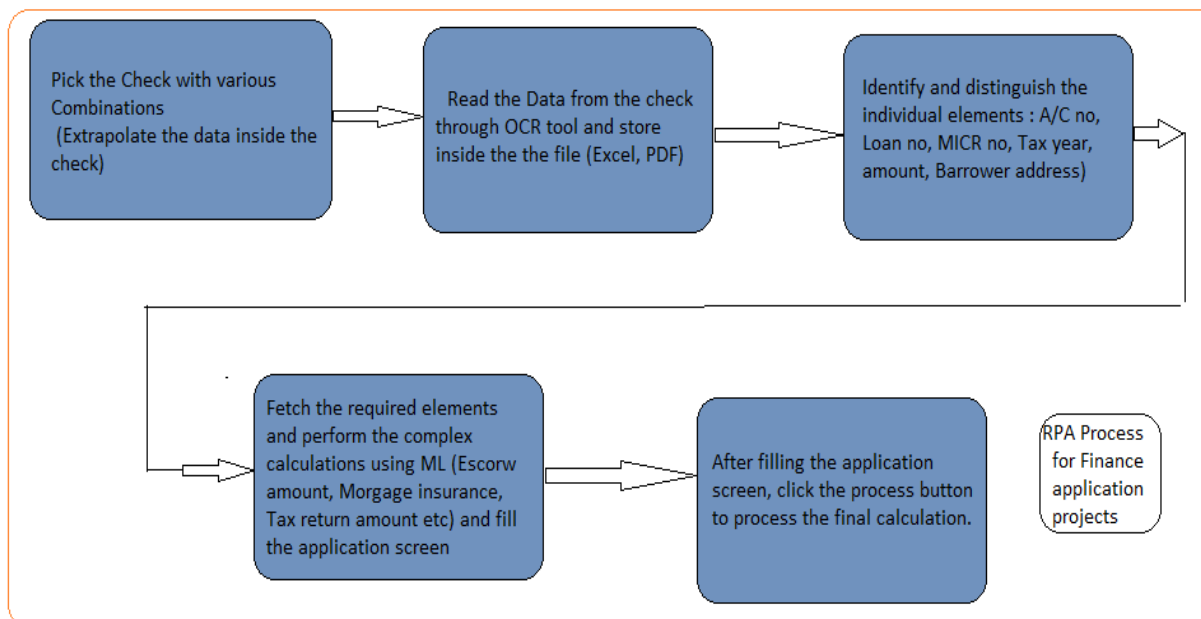 Pick the Check with various
Combinations
(Extrapolate the data inside the
check)
Read the Data from the check
through OCR tool and store
inside the the file (Excel, PDF)
Identify and distinguish the
individual elements : A/C no,
Loan no, MICR no, Tax year,
amount, Barrower address)
Fetch the required elements
and perform the complex
calculations using ML (Escorw
amount, Morgage insurance,
Tax return amount etc) and fill
the application screen
After filling the application
screen, click the process button
to process the final calculation.
RPA Process
for Finance
application
projects